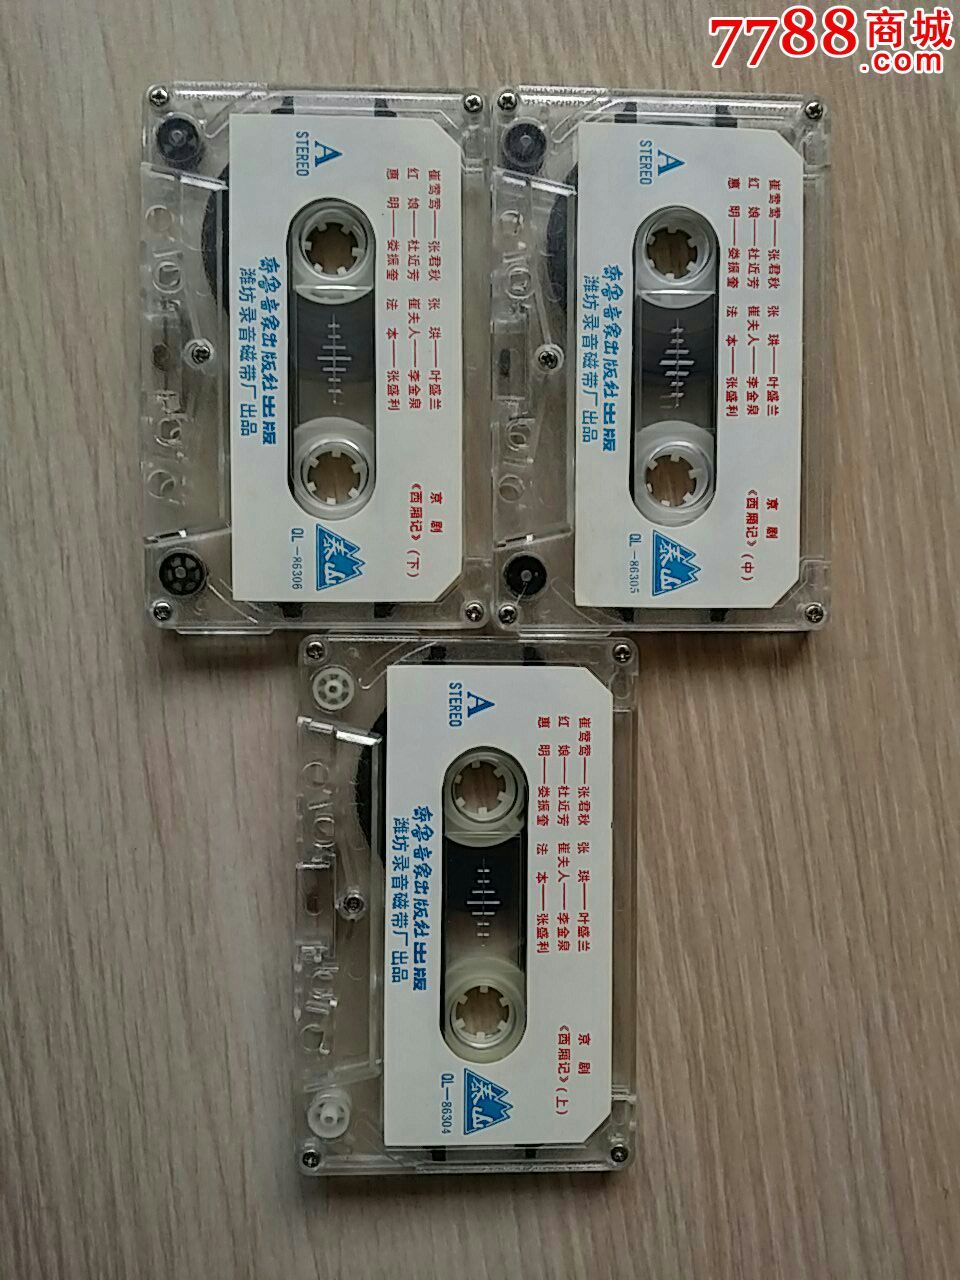 7788商城
.com
A
STEREO
崔莺莺——张君秋 张 珙——叶盛兰
红 娘——杜近芳 崔夫人——李金泉
惠 明——娄振奎 法 本——张盛利
京 剧
《西厢记》(下)
齐鲁音像出版社出版
潍坊录音磁带厂出品
泰山
QL—86306
A
STEREO
崔莺莺——张君秋 张 珙——叶盛兰
红 娘——杜近芳 崔夫人——李金泉
惠 明——娄振奎 法 本——张盛利
京 剧
《西厢记》(中)
齐鲁音像出版社出版
潍坊录音磁带厂出品
泰山
QL—86305
A
STEREO
崔莺莺——张君秋 张 珙——叶盛兰
红 娘——杜近芳 崔夫人——李金泉
惠 明——娄振奎 法 本——张盛利
京 剧
《西厢记》(上)
齐鲁音像出版社出版
潍坊录音磁带厂出品
泰山
QL—86304